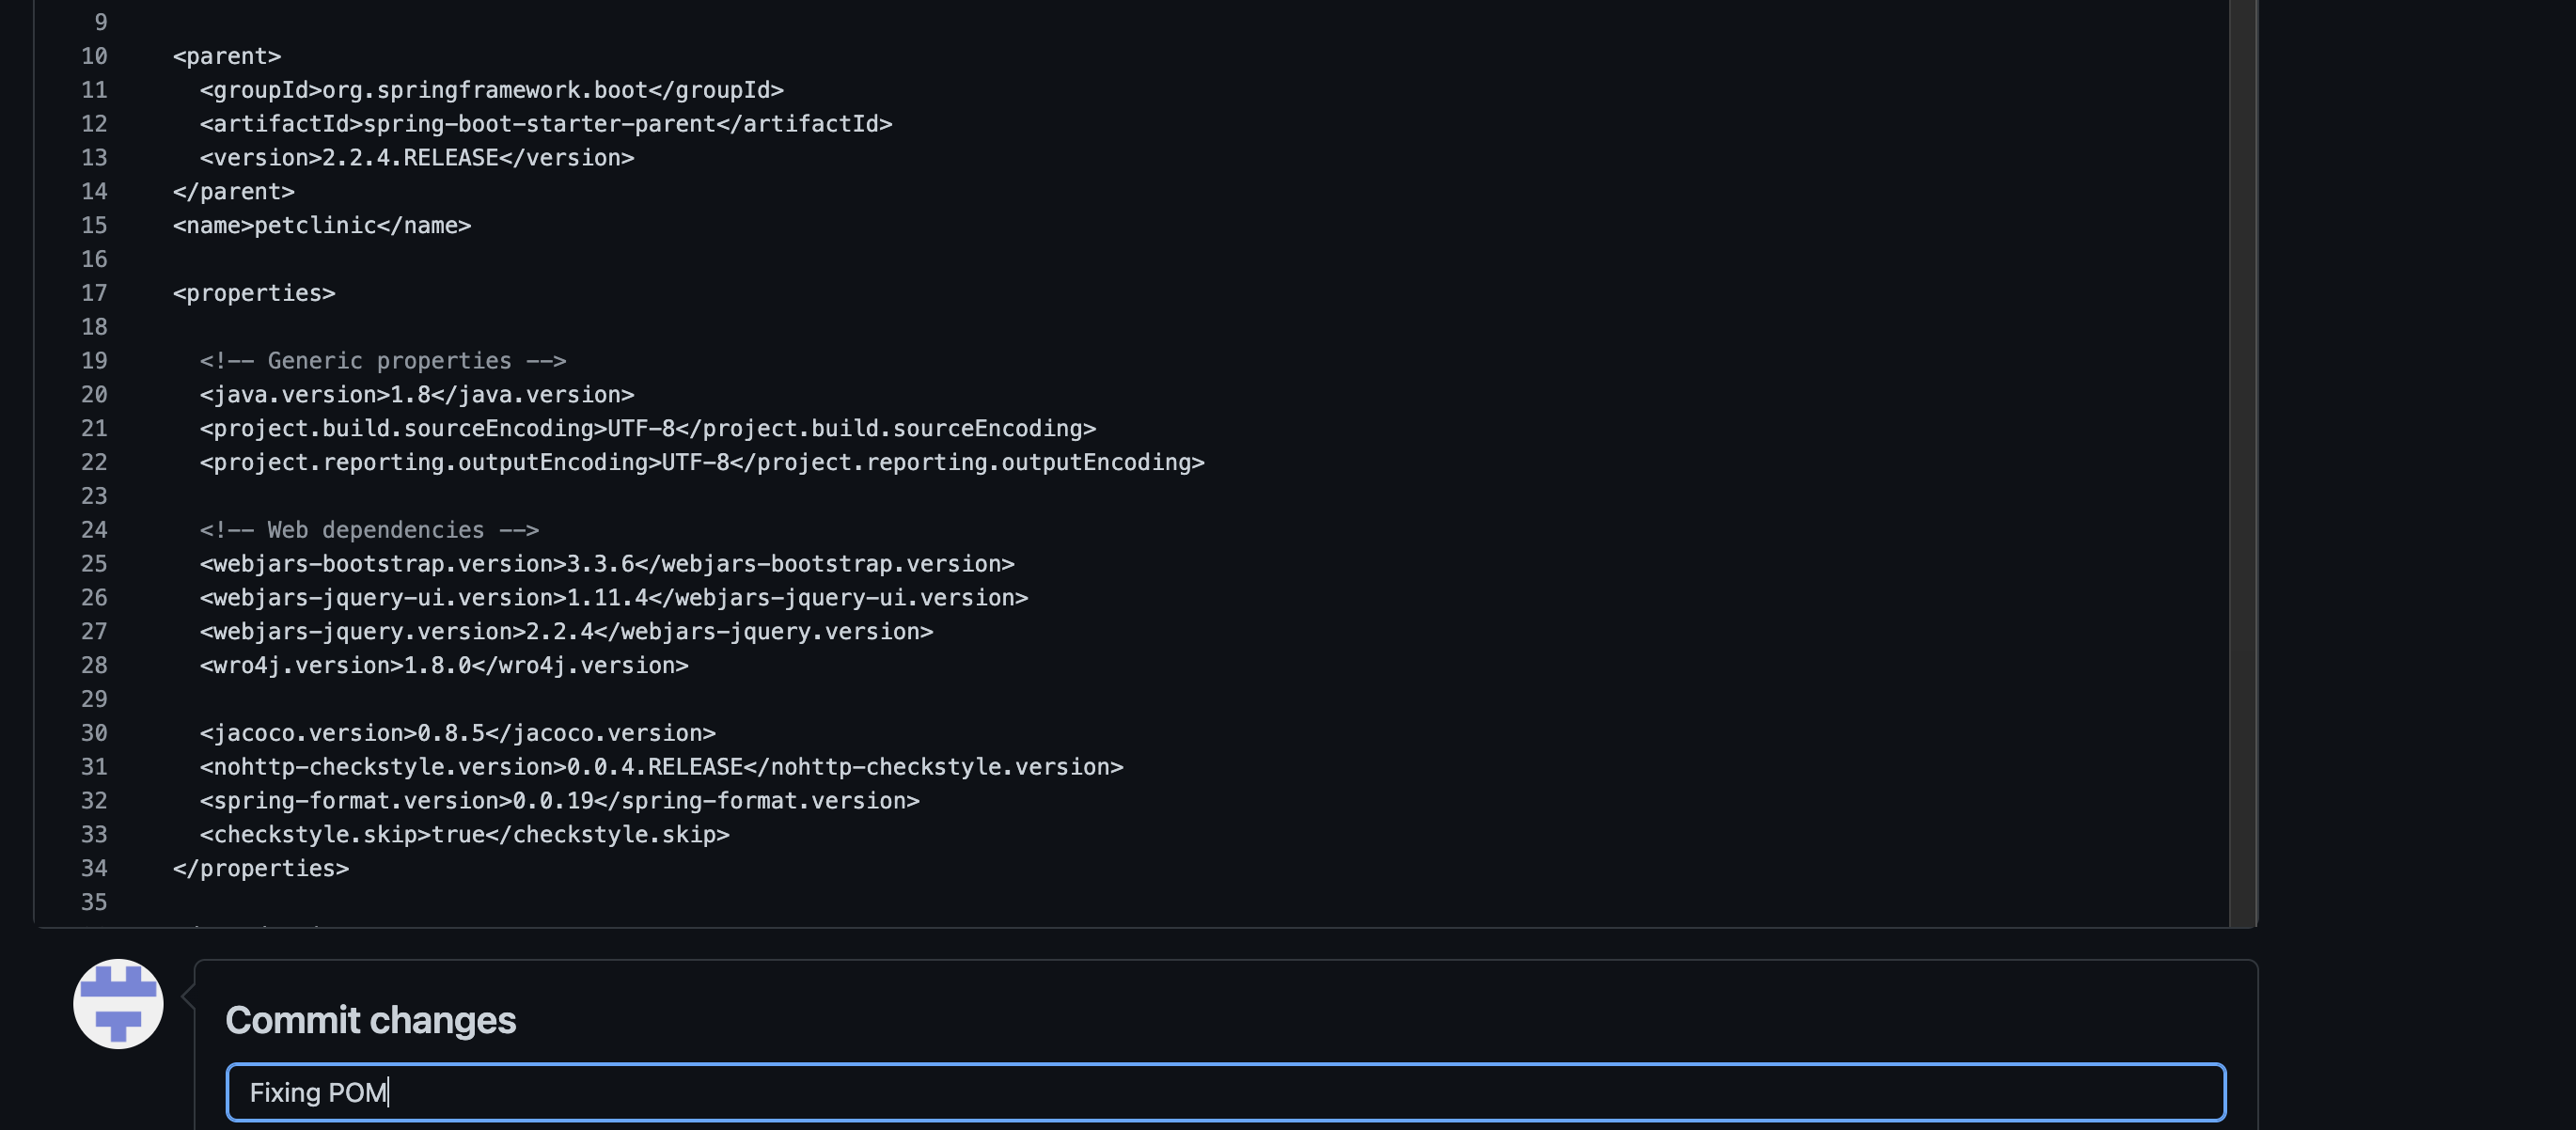 9
10 <parent>
11 <groupId>org.springframework.boot</groupId>
12 <artifactId>spring-boot-starter-parent</artifactId>
13 <version>2.2.4.RELEASE</version>
14 </parent>
15 <name>petclinic</name>
16
17 <properties>
18
19 <!-- Generic properties -->
20 <java.version>1.8</java.version>
21 <project.build.sourceEncoding>UTF-8</project.build.sourceEncoding>
22 <project.reporting.outputEncoding>UTF-8</project.reporting.outputEncoding>
23
24 <!-- Web dependencies -->
25 <webjars-bootstrap.version>3.3.6</webjars-bootstrap.version>
26 <webjars-jquery-ui.version>1.11.4</webjars-jquery-ui.version>
27 <webjars-jquery.version>2.2.4</webjars-jquery.version>
28 <wro4j.version>1.8.0</wro4j.version>
29
30 <jacoco.version>0.8.5</jacoco.version>
31 <nohttp-checkstyle.version>0.0.4.RELEASE</nohttp-checkstyle.version>
32 <spring-format.version>0.0.19</spring-format.version>
33 <checkstyle.skip>true</checkstyle.skip>
34 </properties>
35
Commit changes
Fixing POM